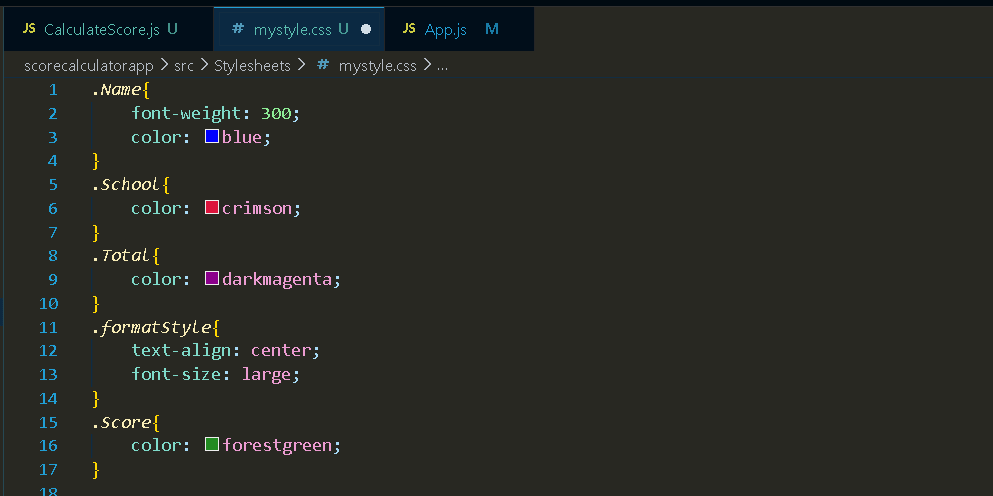 JS CalculateScore.js U # mystyle.css U JS App.js M
scorecalculatorapp > src > Stylesheets > # mystyle.css > ...
1 .Name{
2 font-weight: 300;
3 color: blue;
4 }
5 .School{
6 color: crimson;
7 }
8 .Total{
9 color: darkmagenta;
10 }
11 .formatStyle{
12 text-align: center;
13 font-size: large;
14 }
15 .Score{
16 color: forestgreen;
17 }
18